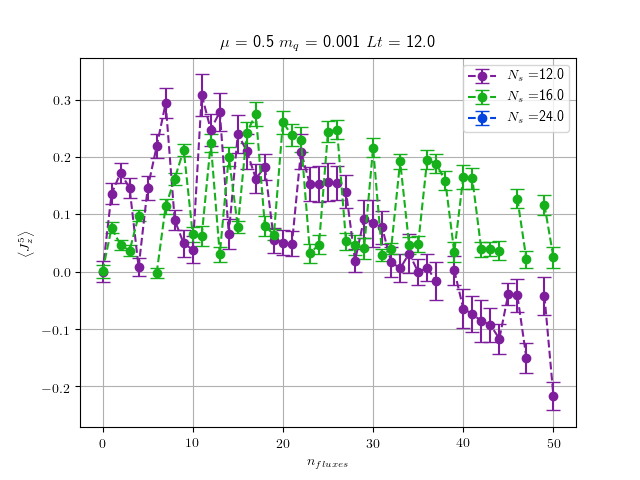 μ = 0.5 m_q = 0.001 Lt = 12.0
N_s =12.0
N_s =16.0
N_s =24.0
⟨J_z^5⟩
0.3
0.2
0.1
0.0
−0.1
−0.2
0 10 20 30 40 50
n_fluxes